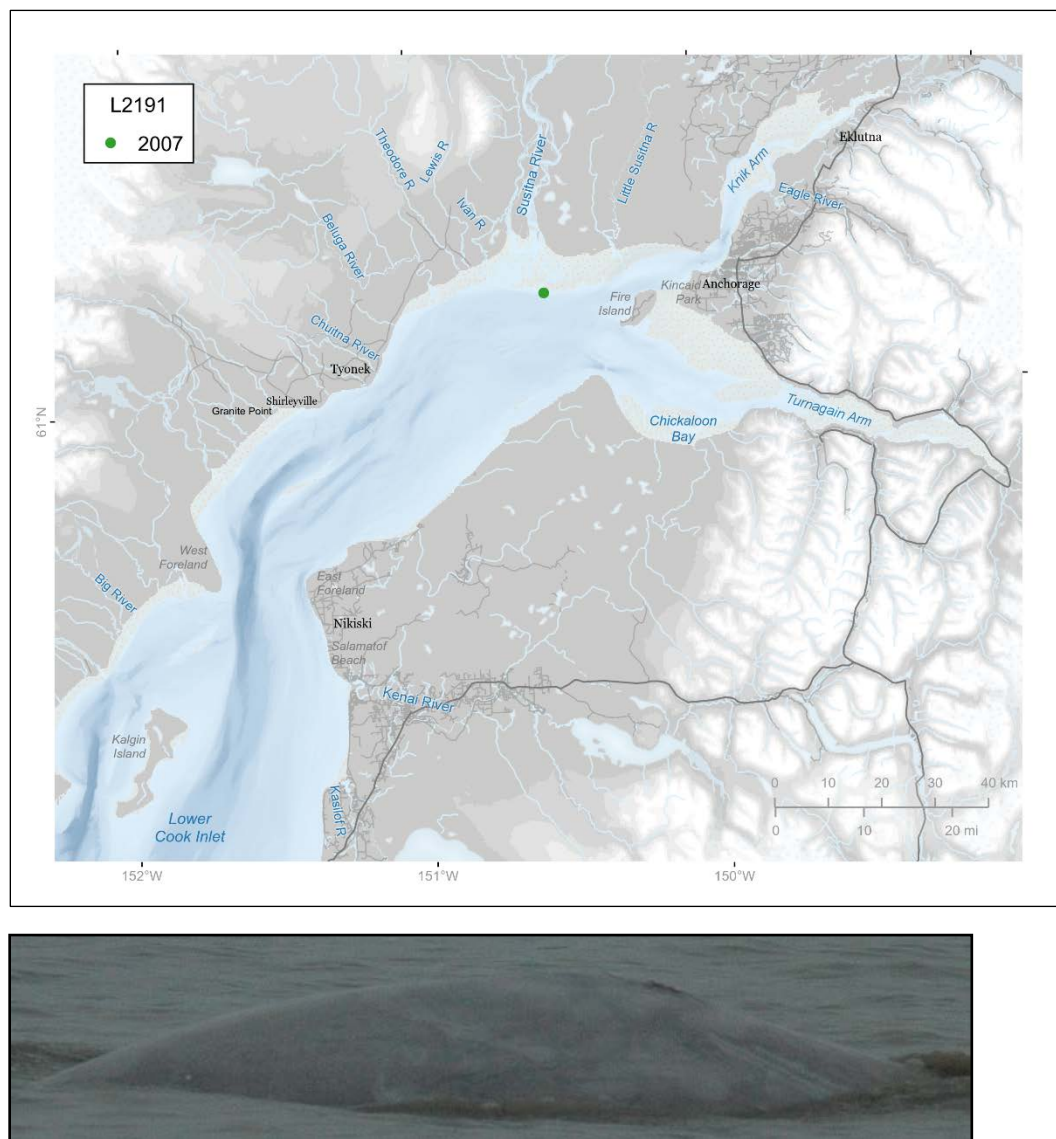 L2191
2007
Theodore R
Lewis R
Ivan R
Susitna River
Little Susitna R
Knik Arm
Eklutna
Eagle River
Beluga River
Kincaid
Park
Anchorage
Fire
Island
Chuitna River
Tyonek
Shirleyville
Granite Point
61°N
Turnagain Arm
Chickaloon
Bay
West
Foreland
Big River
East
Foreland
Nikiski
Salamatof
Beach
Kenai River
Kalgin
Island
Kasilof R
Lower
Cook Inlet
0 10 20 30 40 km
0 10 20 mi
152°W 151°W 150°W